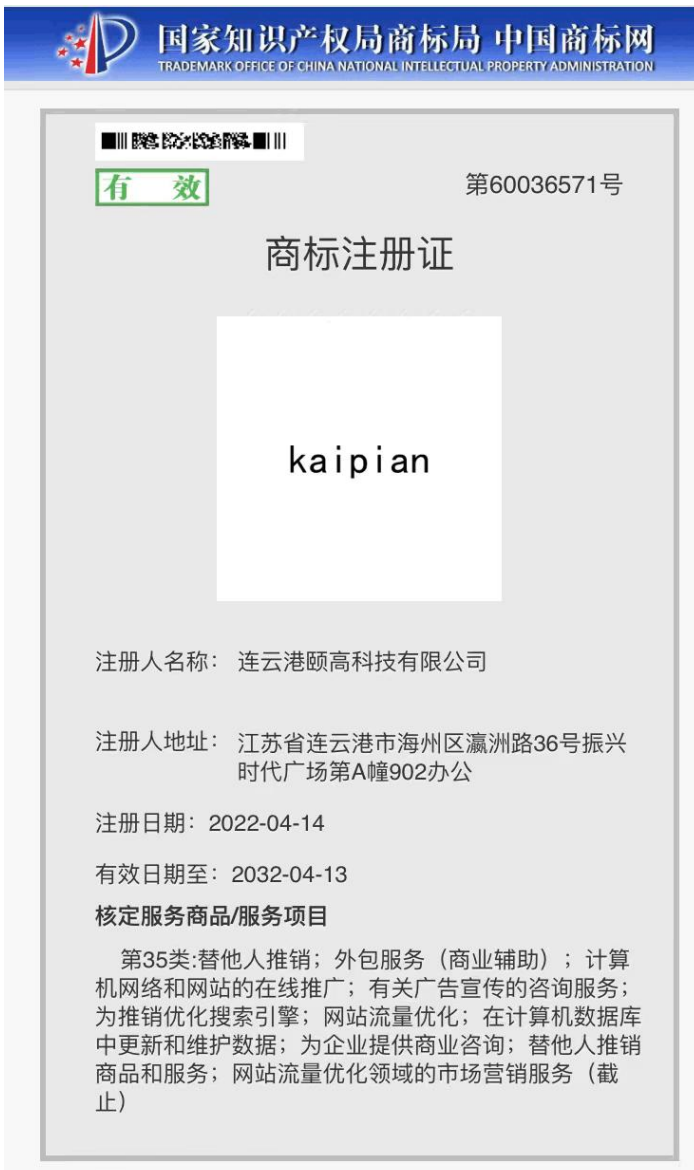 国家知识产权局商标局 中国商标网
TRADEMARK OFFICE OF CHINA NATIONAL INTELLECTUAL PROPERTY ADMINISTRATION
有 效
第60036571号
商标注册证
kaipian
注册人名称： 连云港颐高科技有限公司
注册人地址： 江苏省连云港市海州区瀛洲路36号振兴
时代广场第A幢902办公
注册日期：2022-04-14
有效日期至：2032-04-13
核定服务商品/服务项目
第35类:替他人推销；外包服务（商业辅助）；计算
机网络和网站的在线推广；有关广告宣传的咨询服务；
为推销优化搜索引擎；网站流量优化；在计算机数据库
中更新和维护数据；为企业提供商业咨询；替他人推销
商品和服务；网站流量优化领域的市场营销服务（截
止）